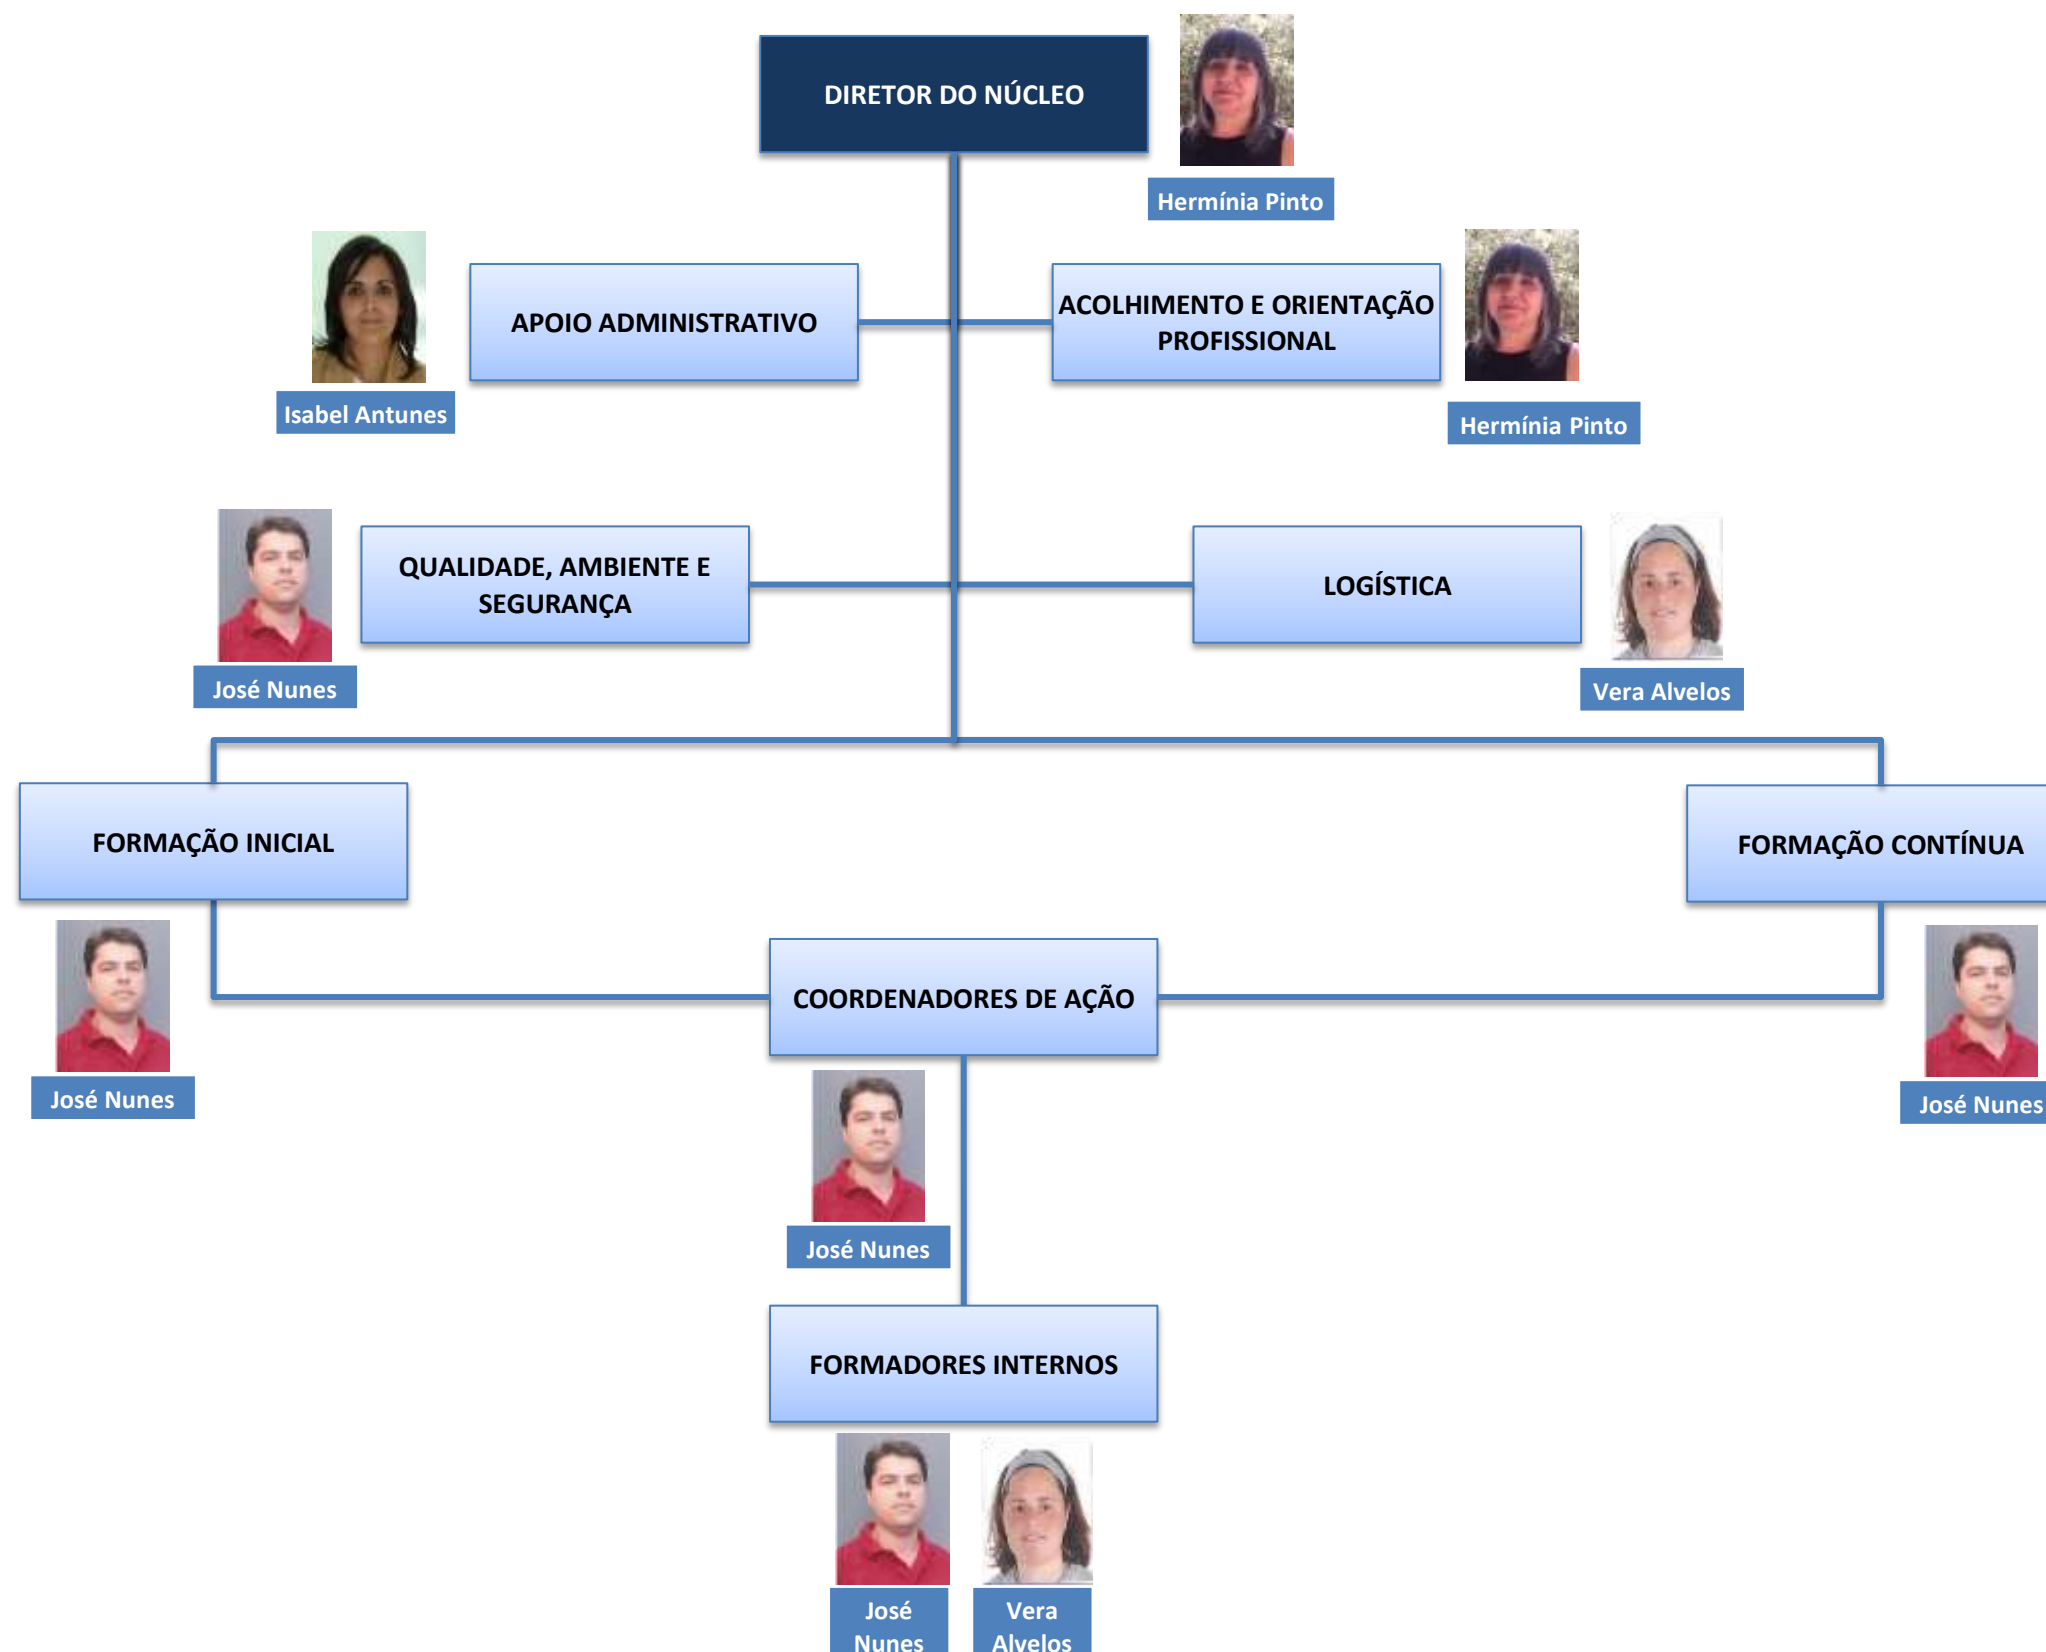 DIRETOR DO NÚCLEO
Hermínia Pinto
APOIO ADMINISTRATIVO
Isabel Antunes
ACOLHIMENTO E ORIENTAÇÃO
PROFISSIONAL
Hermínia Pinto
QUALIDADE, AMBIENTE E
SEGURANÇA
José Nunes
LOGÍSTICA
Vera Alvelos
FORMAÇÃO INICIAL
José Nunes
FORMAÇÃO CONTÍNUA
José Nunes
COORDENADORES DE AÇÃO
José Nunes
FORMADORES INTERNOS
José
Nunes
Vera
Alvelos